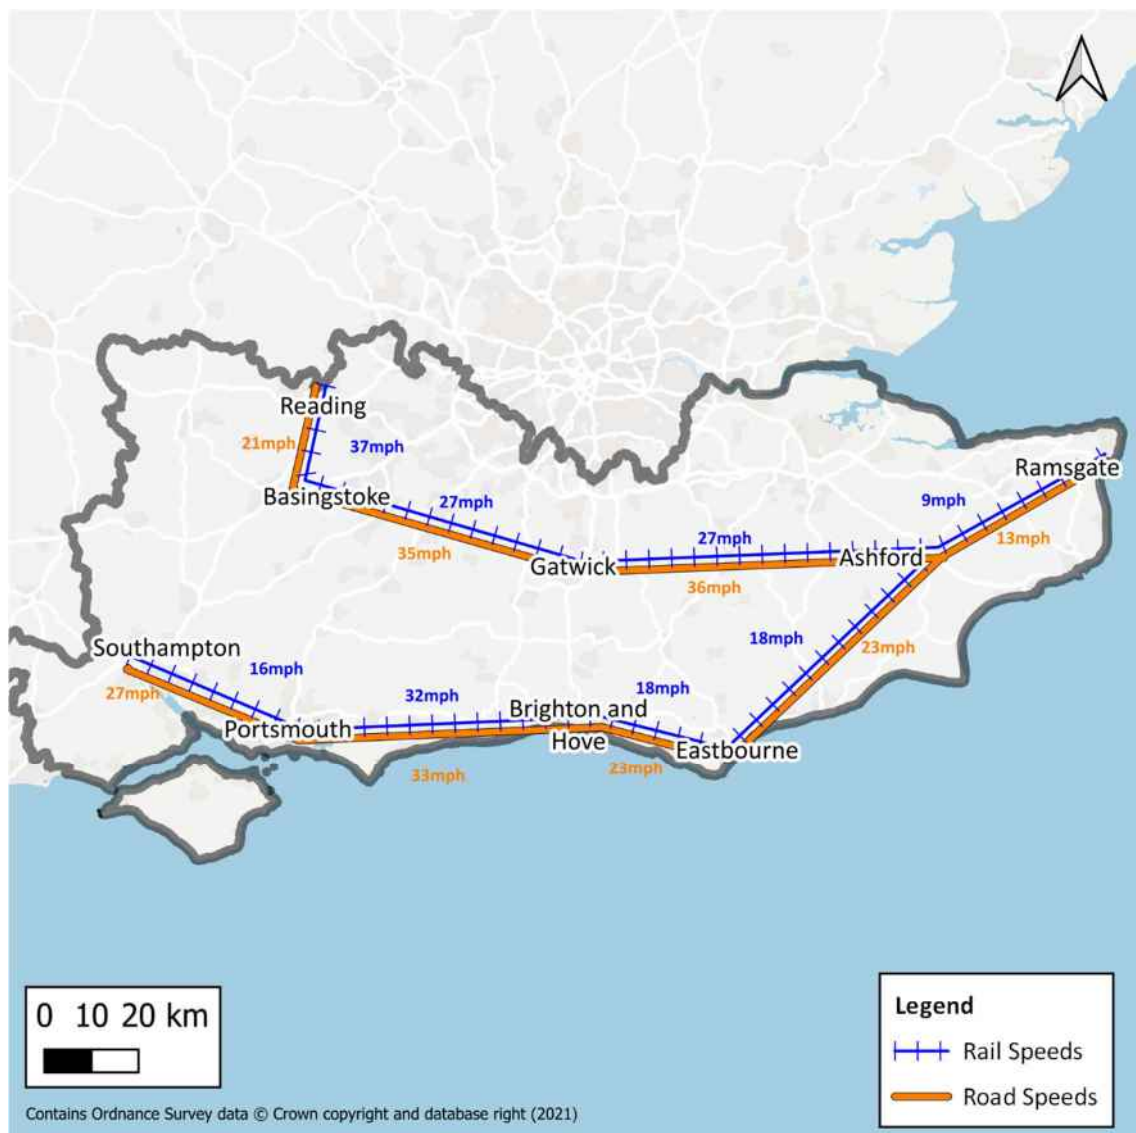 Reading
21mph
37mph
Basingstoke
27mph
35mph
Gatwick
27mph
36mph
Ashford
Ramsgate
9mph
13mph
Southampton
27mph
16mph
Portsmouth
32mph
33mph
Brighton and
Hove
18mph
23mph
Eastbourne
18mph
23mph
0 10 20 km
Contains Ordnance Survey data © Crown copyright and database right (2021)
Legend
Rail Speeds
Road Speeds